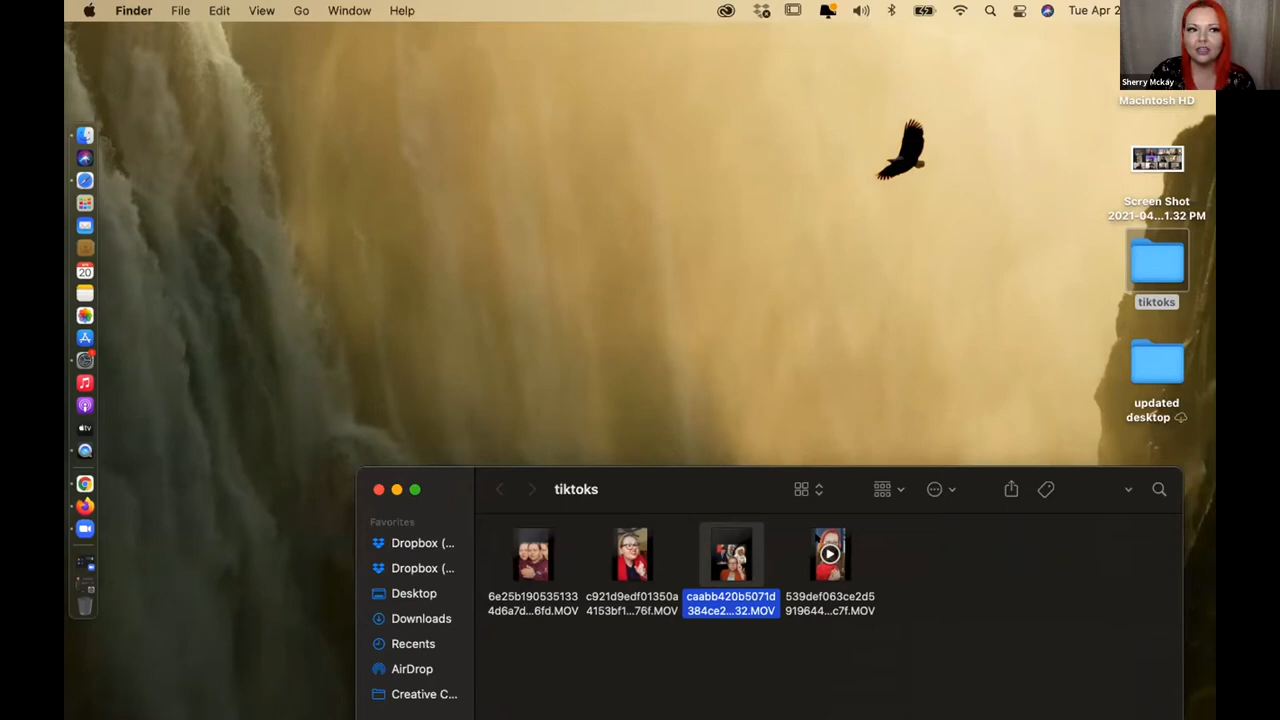 Finder File Edit View Go Window Help
Tue Apr 2
Sherry Mckay
Macintosh HD
Screen Shot
2021-04...1.32 PM
tiktoks
updated
desktop
20
tv
tiktoks
Favorites
Dropbox (...
Dropbox (...
Desktop
Downloads
Recents
AirDrop
Creative C...
6e25b190535133
4d6a7d...6fd.MOV
c921d9edf01350a
4153bf1...76f.MOV
caabb420b5071d
384ce2...32.MOV
539def063ce2d5
919644...c7f.MOV